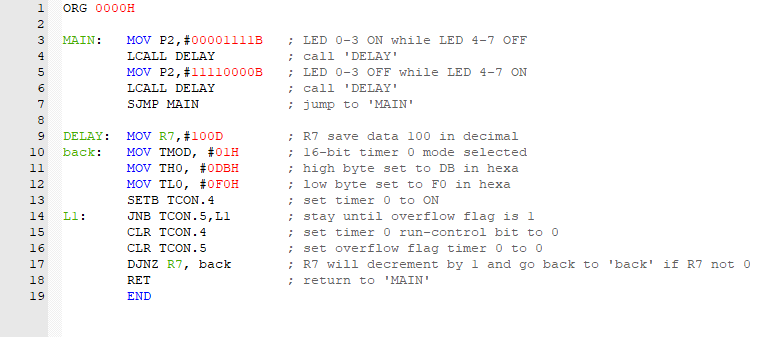 1 ORG 0000H
2
3 MAIN: MOV P2,#00001111B ; LED 0-3 ON while LED 4-7 OFF
4 LCALL DELAY ; call 'DELAY'
5 MOV P2,#11110000B ; LED 0-3 OFF while LED 4-7 ON
6 LCALL DELAY ; call 'DELAY'
7 SJMP MAIN ; jump to 'MAIN'
8
9 DELAY: MOV R7,#100D ; R7 save data 100 in decimal
10 back: MOV TMOD, #01H ; 16-bit timer 0 mode selected
11 MOV TH0, #0DBH ; high byte set to DB in hexa
12 MOV TL0, #0F0H ; low byte set to F0 in hexa
13 SETB TCON.4 ; set timer 0 to ON
14 L1: JNB TCON.5,L1 ; stay until overflow flag is 1
15 CLR TCON.4 ; set timer 0 run-control bit to 0
16 CLR TCON.5 ; set overflow flag timer 0 to 0
17 DJNZ R7, back ; R7 will decrement by 1 and go back to 'back' if R7 not 0
18 RET ; return to 'MAIN'
19 END